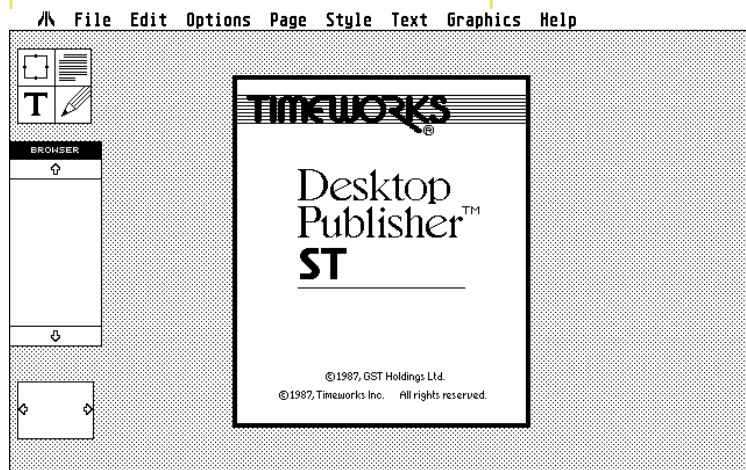 File Edit Options Page Style Text Graphics Help
T
BROWSER
TIMEWORKS®
Desktop
Publisher™
ST
©1987, GST Holdings Ltd.
©1987, Timeworks Inc. All rights reserved.